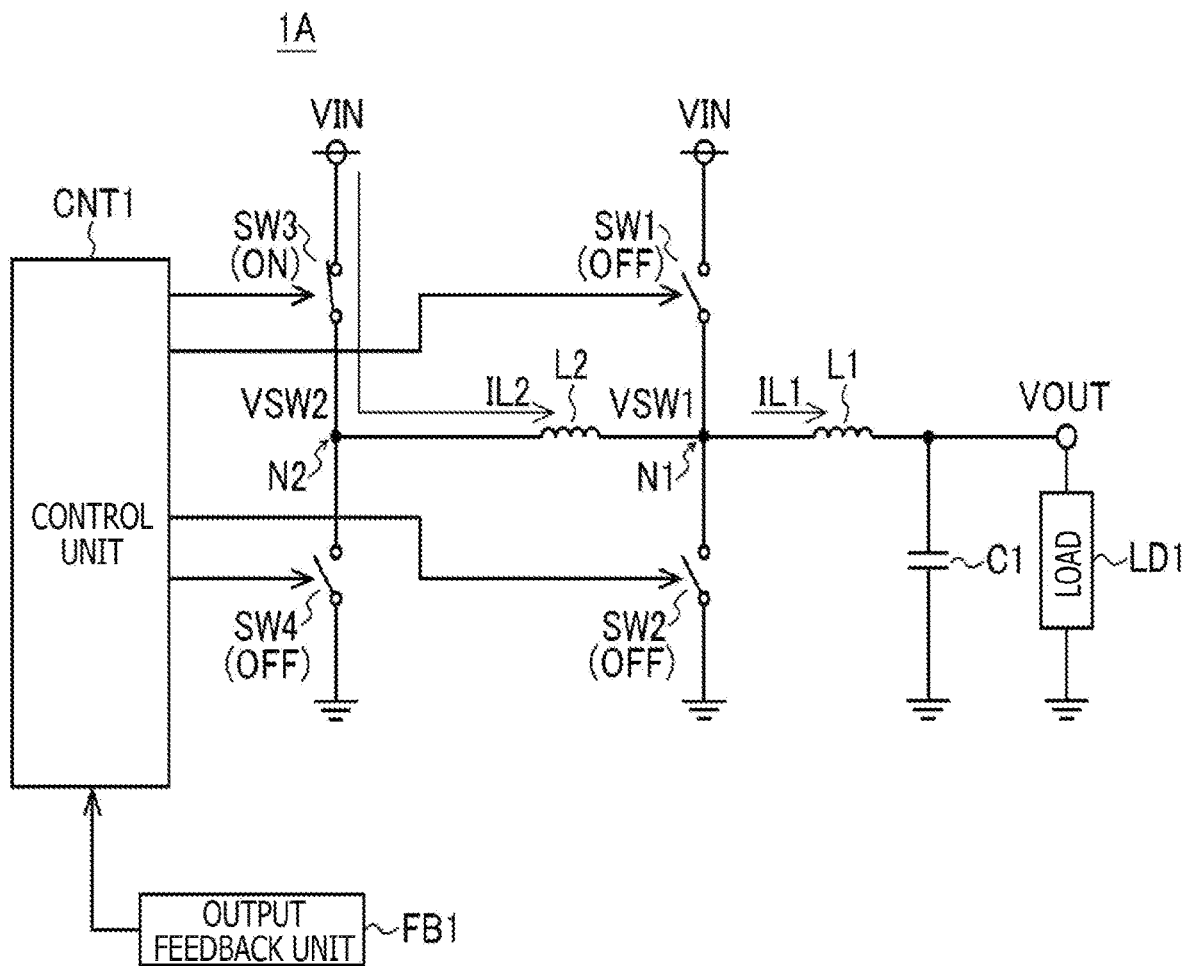 1A
VIN
VIN
CNT1
SW3
(ON)
SW1
(OFF)
L2
L1
IL2
IL1
VSW2
VSW1
VOUT
N2
N1
CONTROL
UNIT
C1
LOAD
LD1
SW4
(OFF)
SW2
(OFF)
OUTPUT
FEEDBACK UNIT
FB1